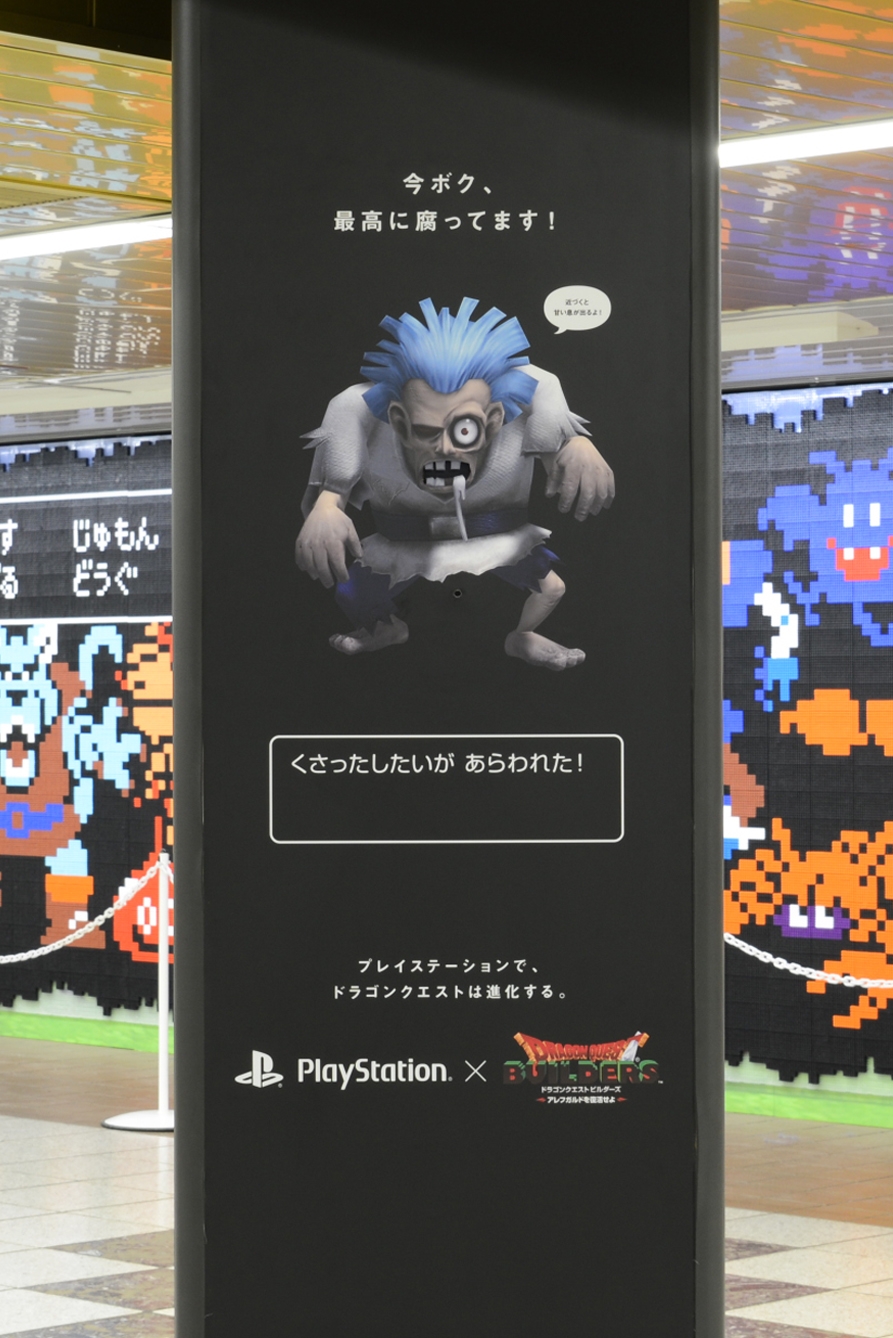 今ボク、
最高に腐ってます！
近づくと
甘い息が出るよ！
す じゅもん
る どうぐ
くさったしたいが あらわれた！
プレイステーションで、
ドラゴンクエストは進化する。
PlayStation × DRAGON QUEST
BUILDERS
ドラゴンクエストビルダーズ
アレフガルドを復活せよ